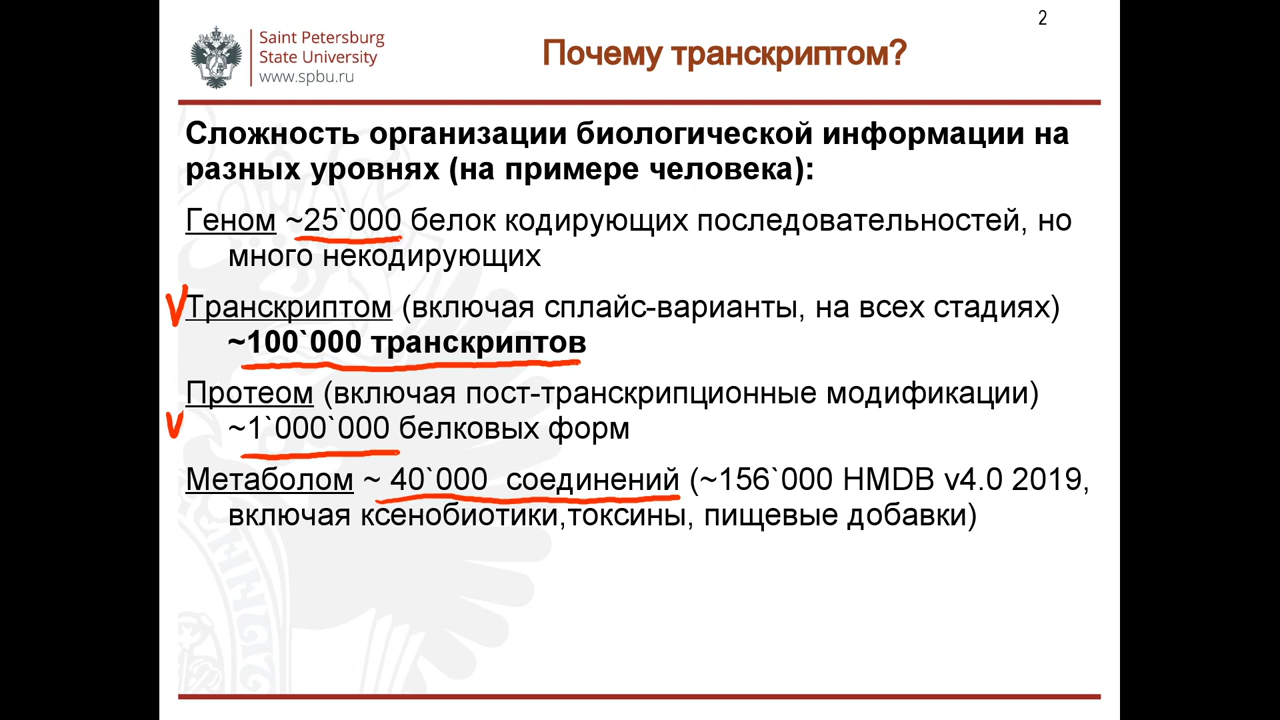 2
Saint Petersburg
State University
www.spbu.ru
Почему транскриптом?
Сложность организации биологической информации на
разных уровнях (на примере человека):
Геном ~25`000 белок кодирующих последовательностей, но
много некодирующих
Транскриптом (включая сплайс-варианты, на всех стадиях)
~100`000 транскриптов
Протеом (включая пост-транскрипционные модификации)
~1`000`000 белковых форм
Метаболом ~ 40`000 соединений (~156`000 HMDB v4.0 2019,
включая ксенобиотики,токсины, пищевые добавки)